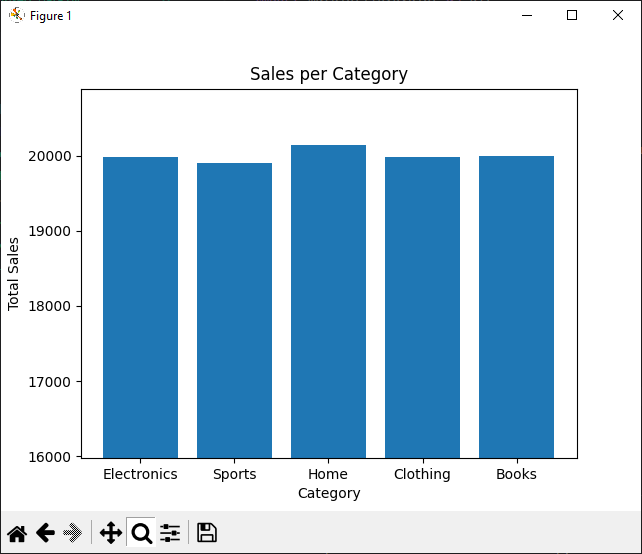 Figure 1
Sales per Category
Total Sales
20000
19000
18000
17000
16000
Electronics Sports Home Clothing Books
Category